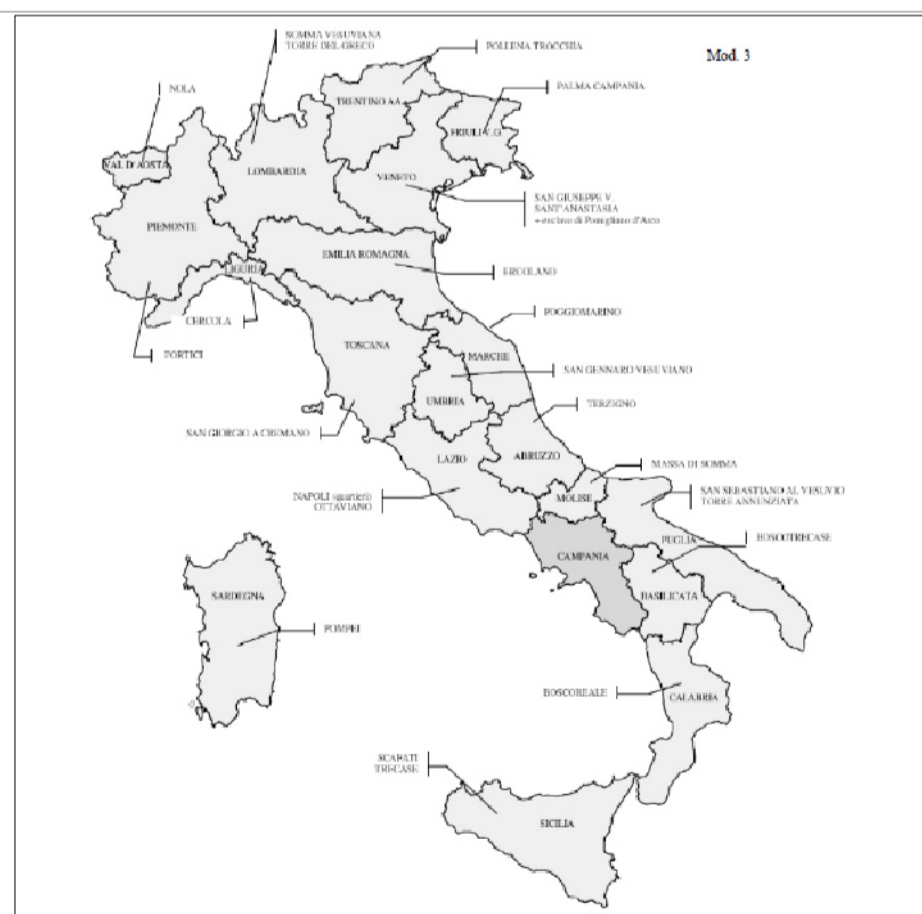 SOMMA VESUVIANA
TORRE DEL GRECO
POLLENA TROCCHIA
Mod. 3
NOLA
TRENTINO A.A.
PALMA CAMPANIA
FRIULI V.G.
VAL D'AOSTA
LOMBARDIA
VENETO
SAN GIUSEPPE V.
SANT'ANASTASIA
PIEMONTE
EMILIA ROMAGNA
LIGURIA
ERCOLANO
CERCOLA
POGGIOMARINO
TOSCANA
PORTICI
MARCHE
SAN GENNARO VESUVIANO
UMBRIA
TERZIGNO
SAN GIORGIO A CREMANO
LAZIO
ABRUZZO
MASSA DI SOMMA
NAPOLI (quartieri)
OTTAVIANO
MOLISE
SAN SEBASTIANO AL VESUVIO
TORRE ANNUNZIATA
PUGLIA
BOSCOTRECASE
CAMPANIA
SARDEGNA
BASILICATA
POMPEI
BOSCOREALE
CALABRIA
SCAFATI
TRECASE
SICILIA